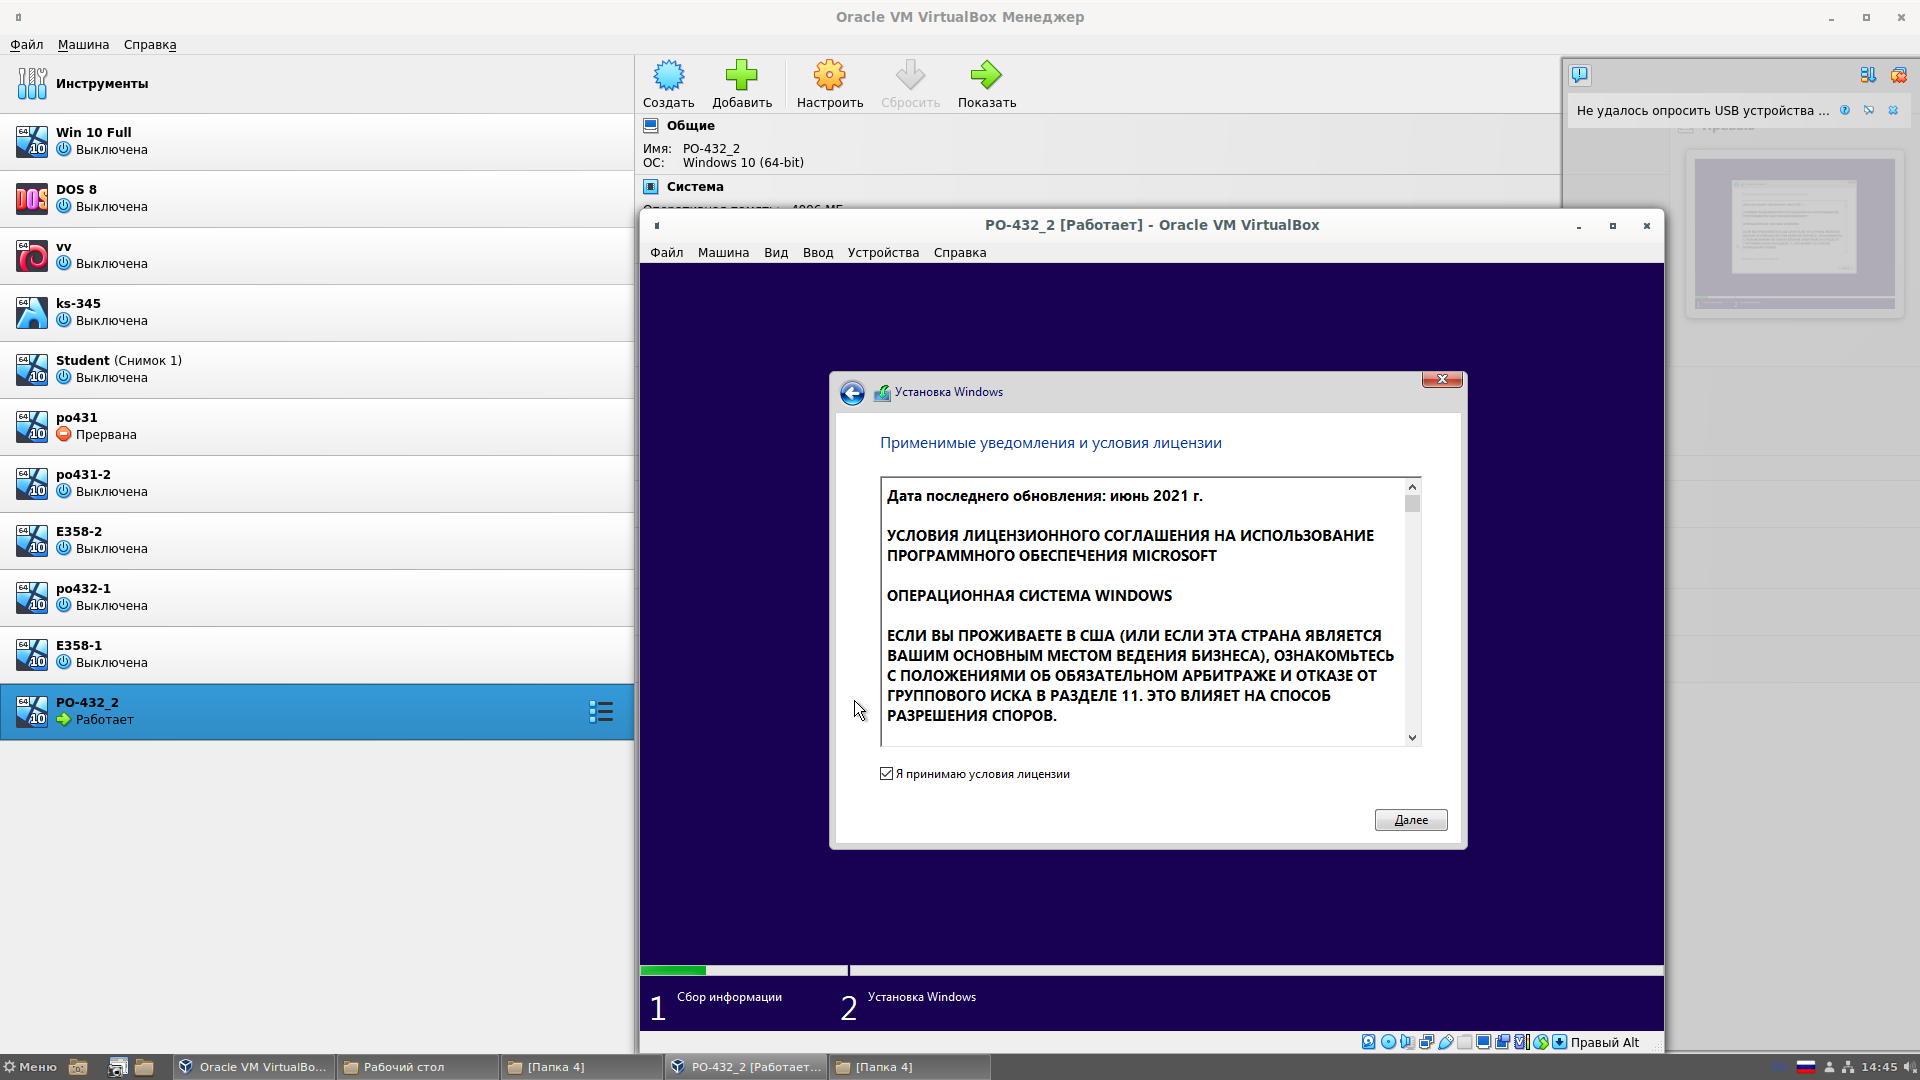 Oracle VM VirtualBox Менеджер
Файл Машина Справка
Инструменты
Создать Добавить Настроить Сбросить Показать
Win 10 Full
Выключена
DOS 8
Выключена
vv
Выключена
ks-345
Выключена
Student (Снимок 1)
Выключена
po431
Прервана
po431-2
Выключена
E358-2
Выключена
po432-1
Выключена
E358-1
Выключена
PO-432_2
Работает
Общие
Имя: PO-432_2
ОС: Windows 10 (64-bit)
Система
Не удалось опросить USB устройства ...
PO-432_2 [Работает] - Oracle VM VirtualBox
Файл Машина Вид Ввод Устройства Справка
Установка Windows
Применимые уведомления и условия лицензии
Дата последнего обновления: июнь 2021 г.
УСЛОВИЯ ЛИЦЕНЗИОННОГО СОГЛАШЕНИЯ НА ИСПОЛЬЗОВАНИЕ
ПРОГРАММНОГО ОБЕСПЕЧЕНИЯ MICROSOFT
ОПЕРАЦИОННАЯ СИСТЕМА WINDOWS
ЕСЛИ ВЫ ПРОЖИВАЕТЕ В США (ИЛИ ЕСЛИ ЭТА СТРАНА ЯВЛЯЕТСЯ
ВАШИМ ОСНОВНЫМ МЕСТОМ ВЕДЕНИЯ БИЗНЕСА), ОЗНАКОМЬТЕСЬ
С ПОЛОЖЕНИЯМИ ОБ ОБЯЗАТЕЛЬНОМ АРБИТРАЖЕ И ОТКАЗЕ ОТ
ГРУППОВОГО ИСКА В РАЗДЕЛЕ 11. ЭТО ВЛИЯЕТ НА СПОСОБ
РАЗРЕШЕНИЯ СПОРОВ.
Я принимаю условия лицензии
Далее
1 Сбор информации 2 Установка Windows
Правый Alt
Меню Oracle VM VirtualBo... Рабочий стол [Папка 4] PO-432_2 [Работает... [Папка 4] 14:45